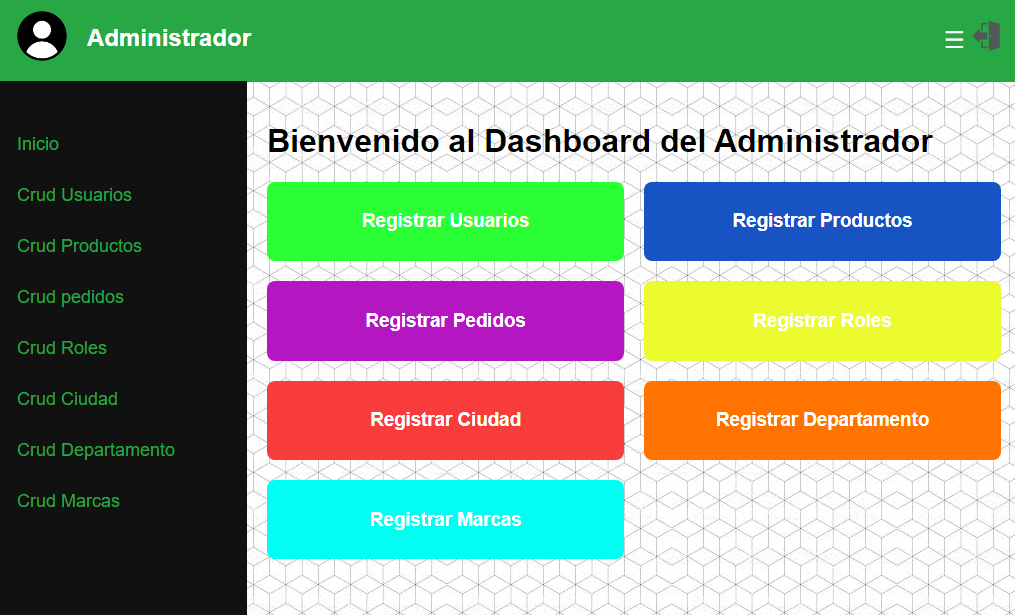 Administrador
Inicio
Crud Usuarios
Crud Productos
Crud pedidos
Crud Roles
Crud Ciudad
Crud Departamento
Crud Marcas
Bienvenido al Dashboard del Administrador
Registrar Usuarios
Registrar Productos
Registrar Pedidos
Registrar Roles
Registrar Ciudad
Registrar Departamento
Registrar Marcas